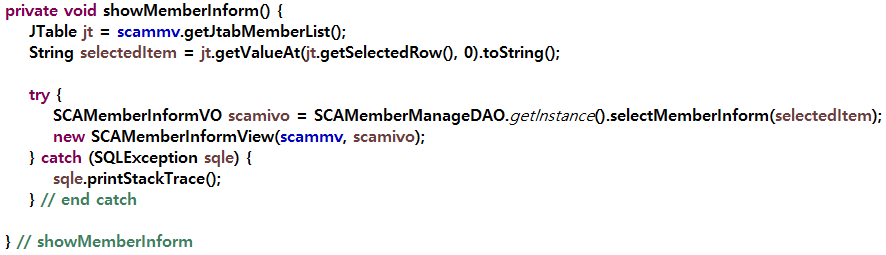 private void showMemberInform() {
JTable jt = scammv.getJtabMemberList();
String selectedItem = jt.getValueAt(jt.getSelectedRow(), 0).toString();
try {
SCAMemberInformVO scamivo = SCAMemberManageDAO.getInstance().selectMemberInform(selectedItem);
new SCAMemberInformView(scammv, scamivo);
} catch (SQLException sqle) {
sqle.printStackTrace();
} // end catch
} // showMemberInform